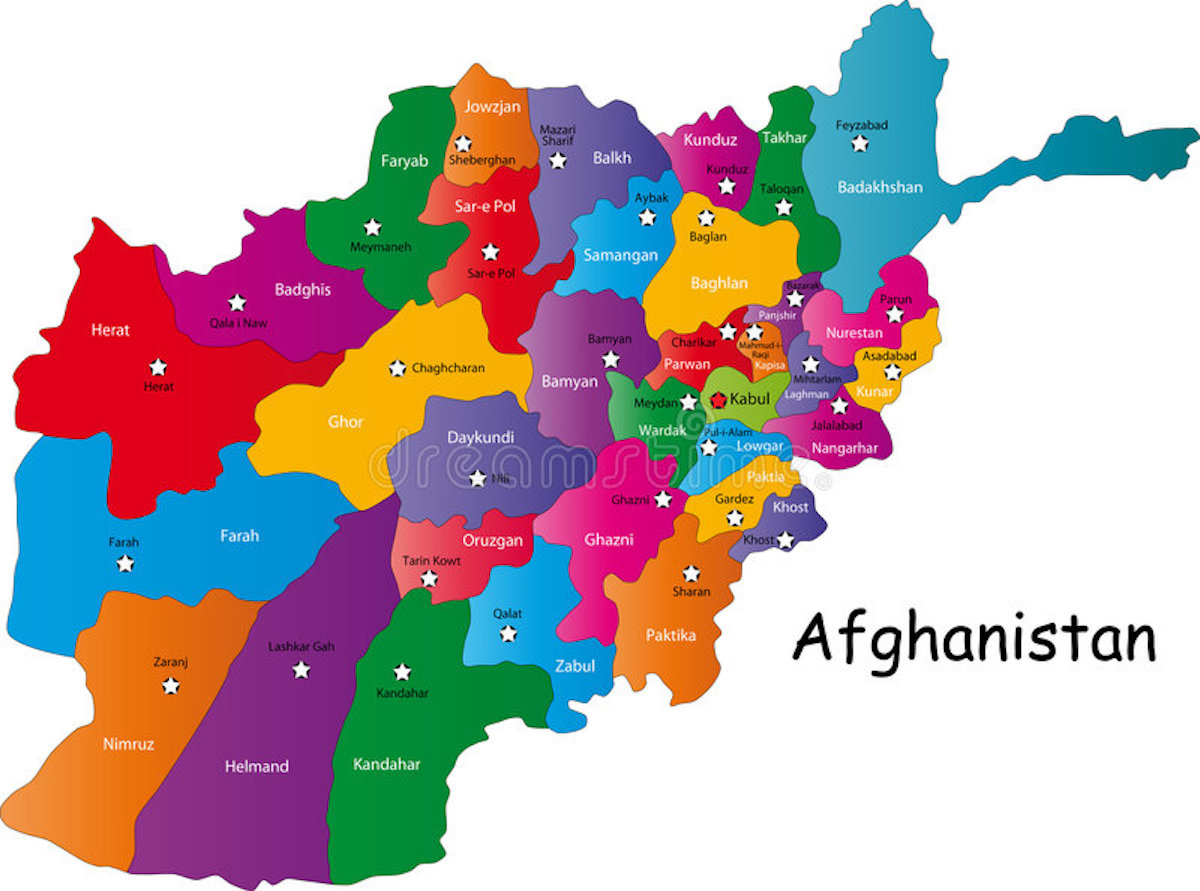 Jowzjan
Sheberghan
Mazari
Sharif
Balkh
Faryab
Meymaneh
Sar-e Pol
Sar-e Pol
Kunduz
Kunduz
Takhar
Taloqan
Feyzabad
Badakhshan
Aybak
Samangan
Baglan
Baghlan
Badghis
Qala i Naw
Herat
Herat
Bazarak
Panjshir
Parun
Nurestan
Charikar
Parwan
Mahmud-i-
Raqi
Kapisa
Asadabad
Kunar
Mihtarlam
Laghman
Bamyan
Bamyan
Chaghcharan
Ghor
Meydan
Wardak
Kabul
Jalalabad
Nangarhar
Pul-i-Alam
Lowgar
Daykundi
Nili
dreamstime
Paktia
Gardez
Khost
Khost
Ghazni
Ghazni
Farah
Farah
Oruzgan
Tarin Kowt
Sharan
Paktika
Qalat
Zabul
Afghanistan
Zaranj
Nimruz
Lashkar Gah
Helmand
Kandahar
Kandahar